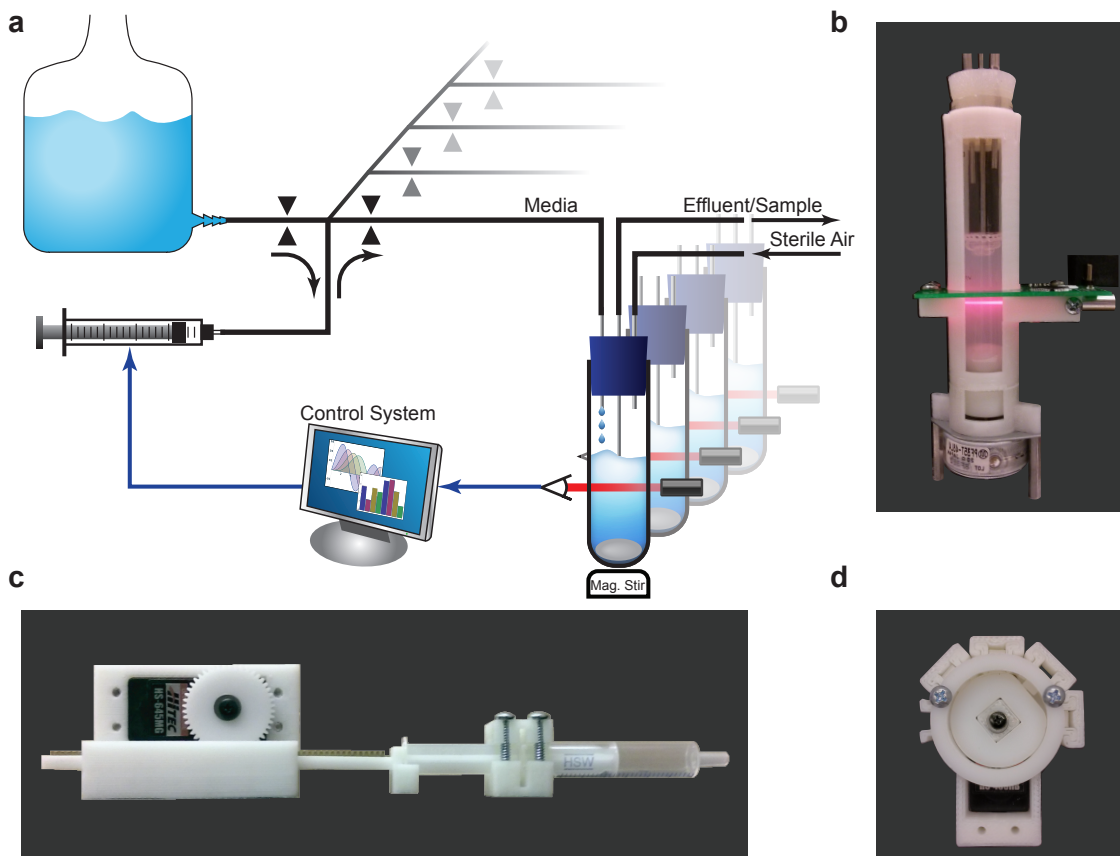 a
b
Media
Effluent/Sample
Sterile Air
Control System
Mag. Stir
c
d
HITEC
HS-645MG
HSW